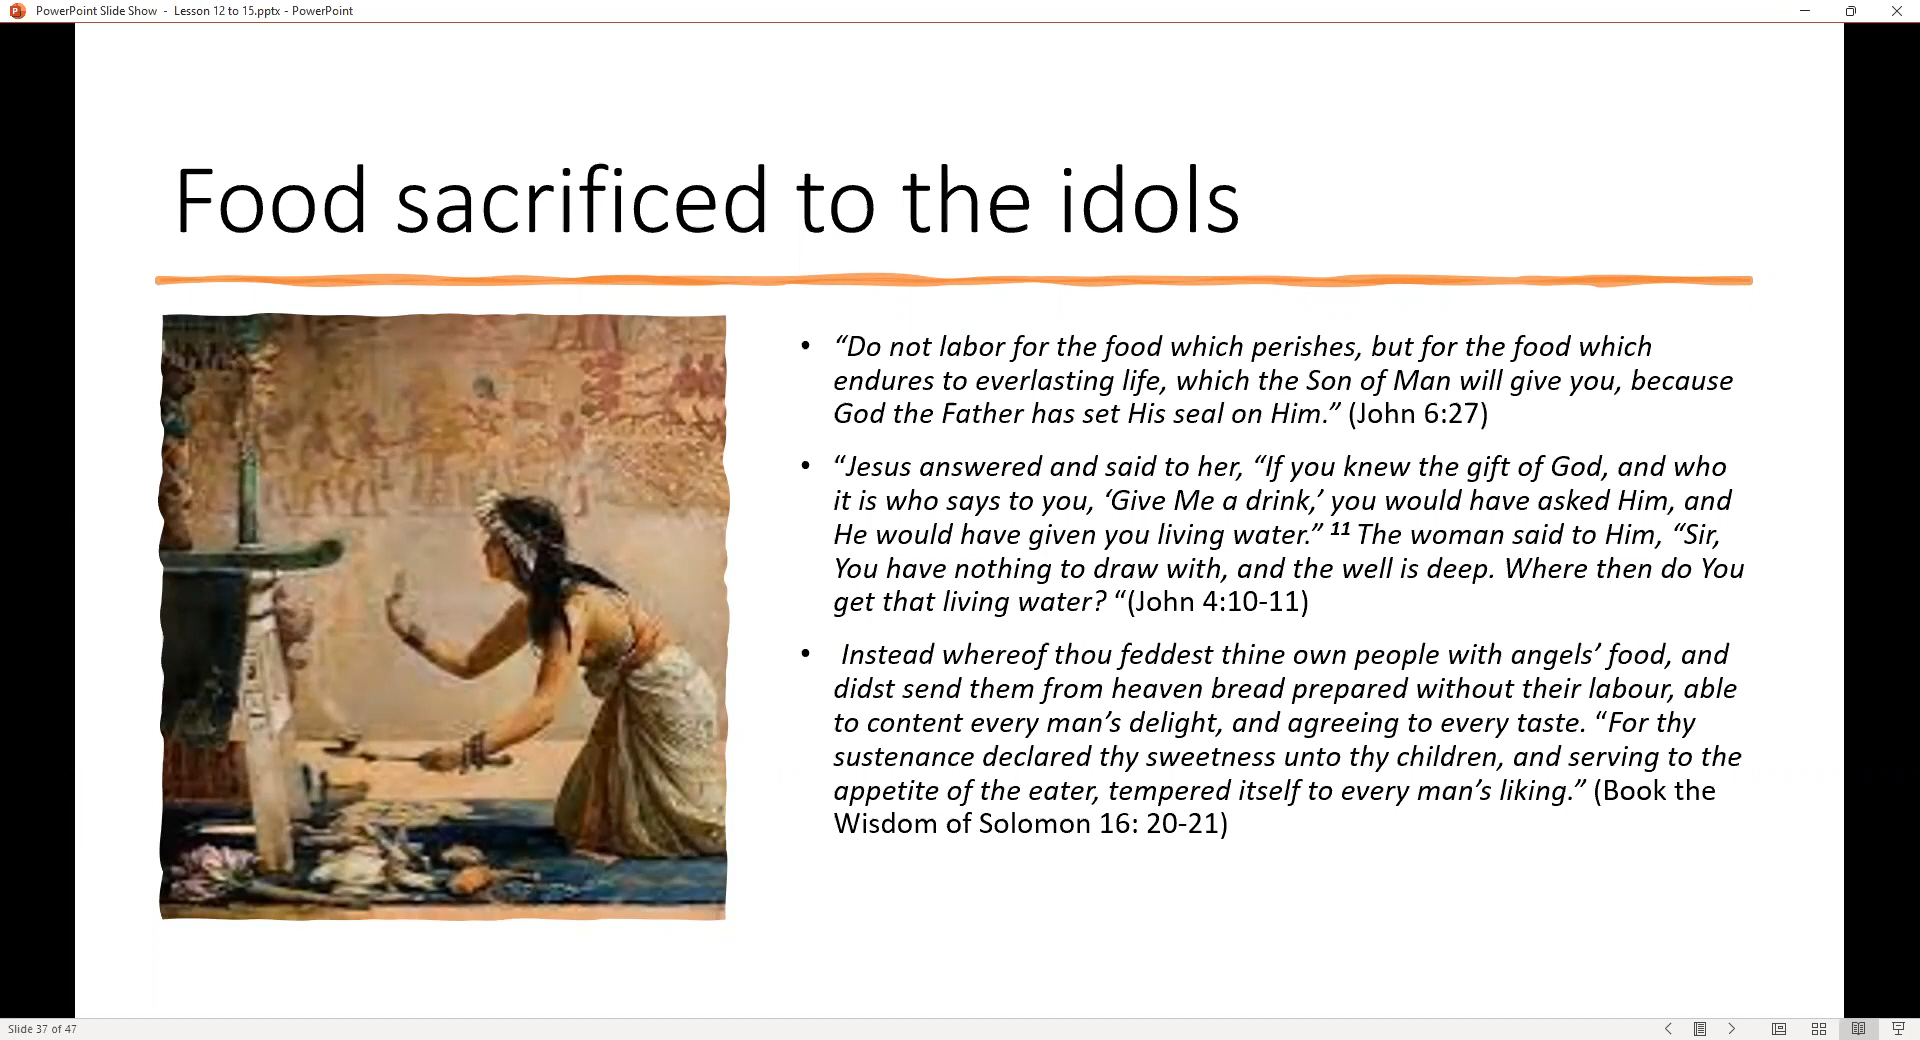 PowerPoint Slide Show - Lesson 12 to 15.pptx - PowerPoint
Food sacrificed to the idols
• “Do not labor for the food which perishes, but for the food which
endures to everlasting life, which the Son of Man will give you, because
God the Father has set His seal on Him.” (John 6:27)
• “Jesus answered and said to her, “If you knew the gift of God, and who
it is who says to you, ‘Give Me a drink,’ you would have asked Him, and
He would have given you living water.” 11 The woman said to Him, “Sir,
You have nothing to draw with, and the well is deep. Where then do You
get that living water? “(John 4:10-11)
• Instead whereof thou feddest thine own people with angels’ food, and
didst send them from heaven bread prepared without their labour, able
to content every man’s delight, and agreeing to every taste. “For thy
sustenance declared thy sweetness unto thy children, and serving to the
appetite of the eater, tempered itself to every man’s liking.” (Book the
Wisdom of Solomon 16: 20-21)
Slide 37 of 47